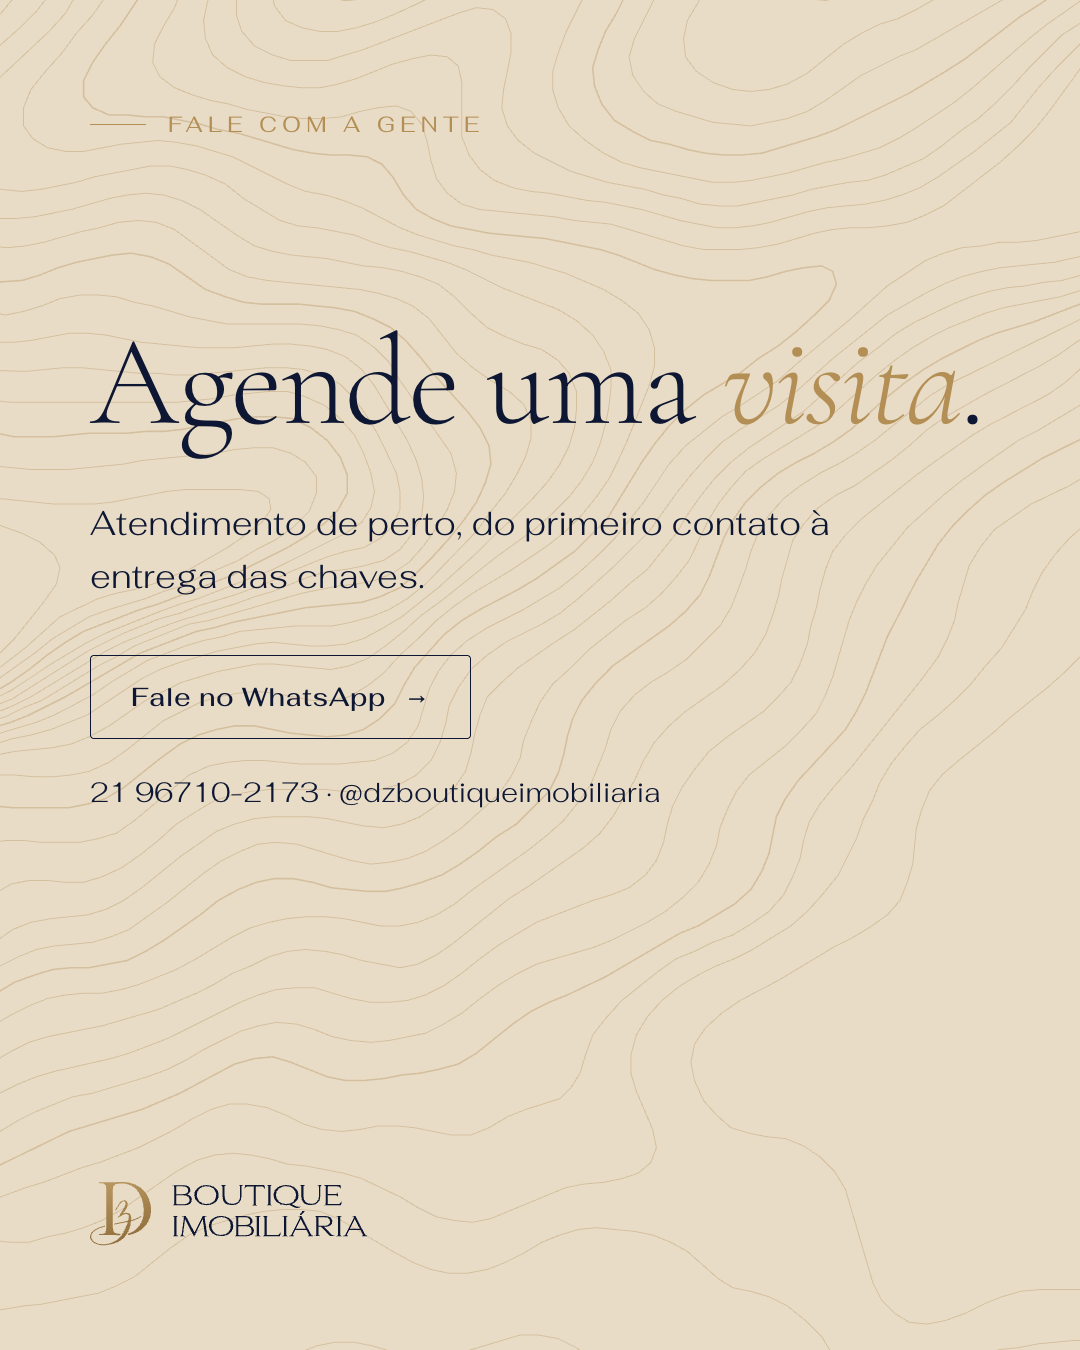 FALE COM A GENTE
Agende uma visita.
Atendimento de perto, do primeiro contato à
entrega das chaves.
Fale no WhatsApp →
21 96710-2173 · @dzboutiqueimobiliaria
Dz
BOUTIQUE
IMOBILIÁRIA